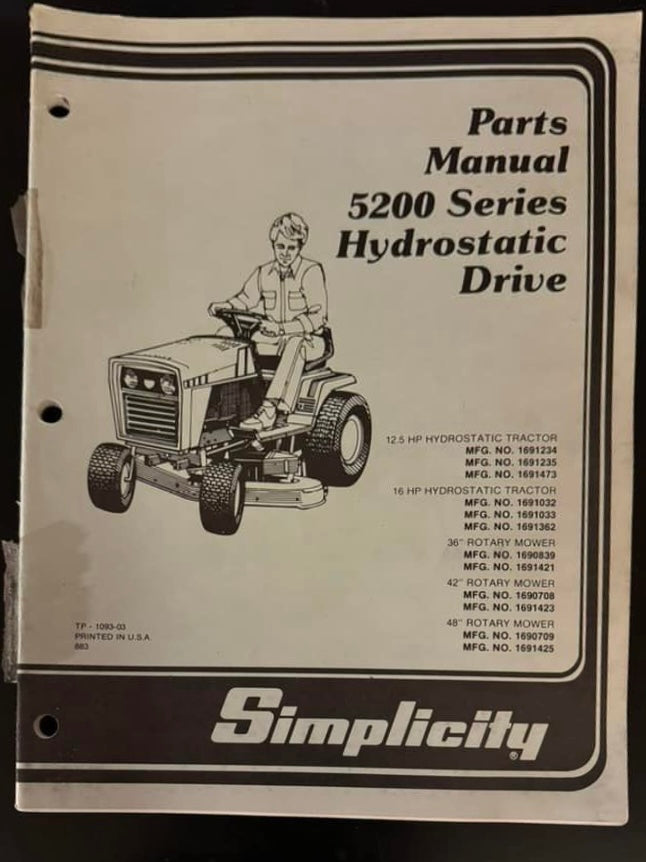 Parts
Manual
5200 Series
Hydrostatic
Drive
12.5 HP HYDROSTATIC TRACTOR
MFG. NO. 1691234
MFG. NO. 1691235
MFG. NO. 1691473
16 HP HYDROSTATIC TRACTOR
MFG. NO. 1691032
MFG. NO. 1691033
MFG. NO. 1691362
36" ROTARY MOWER
MFG. NO. 1690839
MFG. NO. 1691421
42" ROTARY MOWER
MFG. NO. 1690708
MFG. NO. 1691423
48" ROTARY MOWER
MFG. NO. 1690709
MFG. NO. 1691425
TP - 1093-03
PRINTED IN U.S.A.
883
Simplicity®